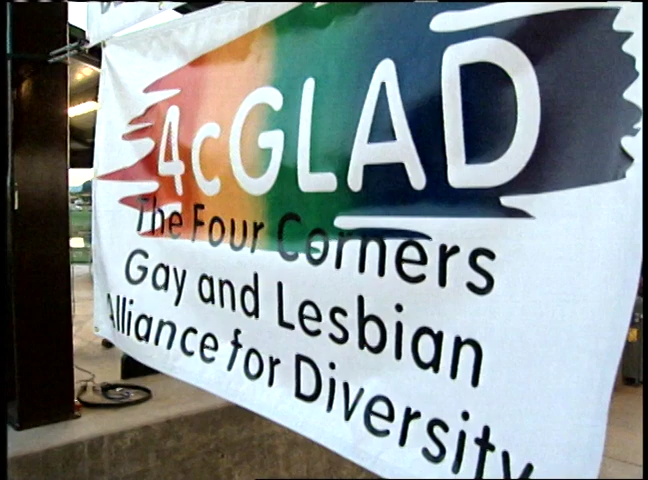 4cGLAD
The Four Corners
Gay and Lesbian
Alliance for Diversity